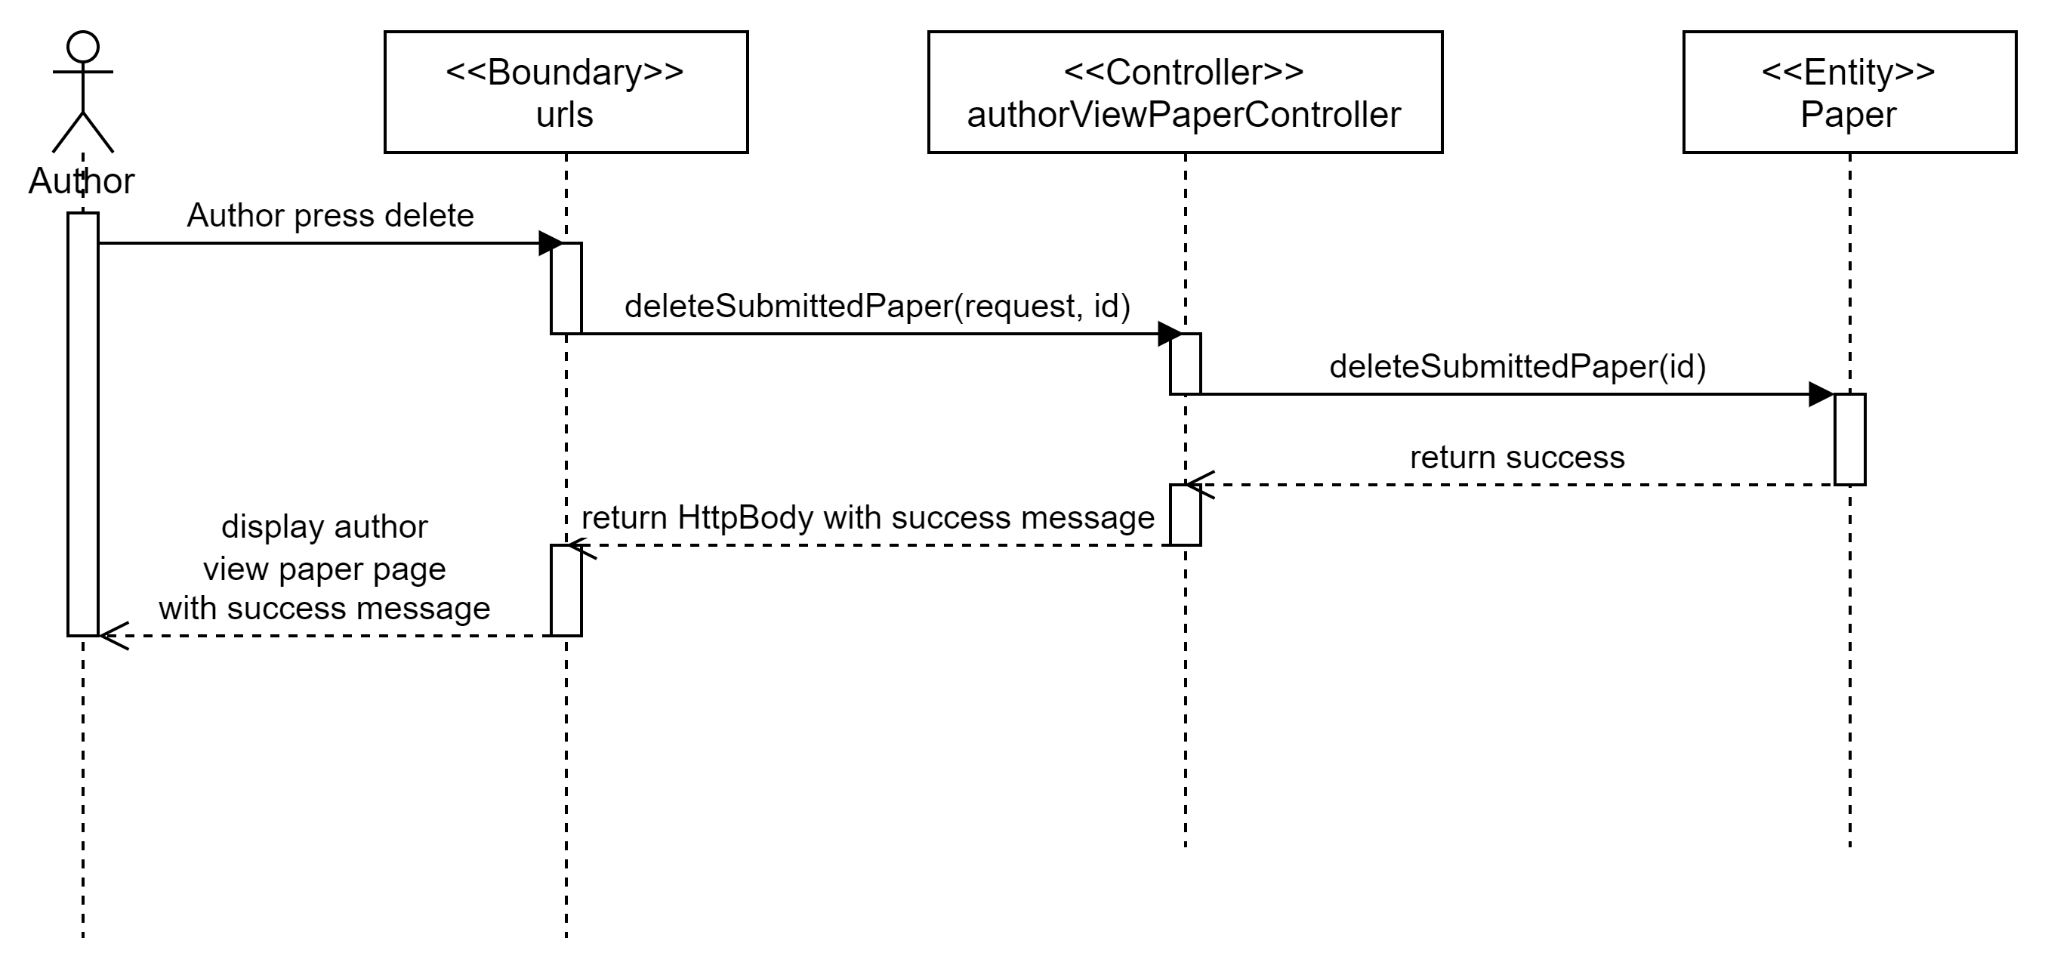 <<Boundary>>
urls
<<Controller>>
authorViewPaperController
<<Entity>>
Paper
Author
Author press delete
deleteSubmittedPaper(request, id)
deleteSubmittedPaper(id)
return success
return HttpBody with success message
display author
view paper page
with success message